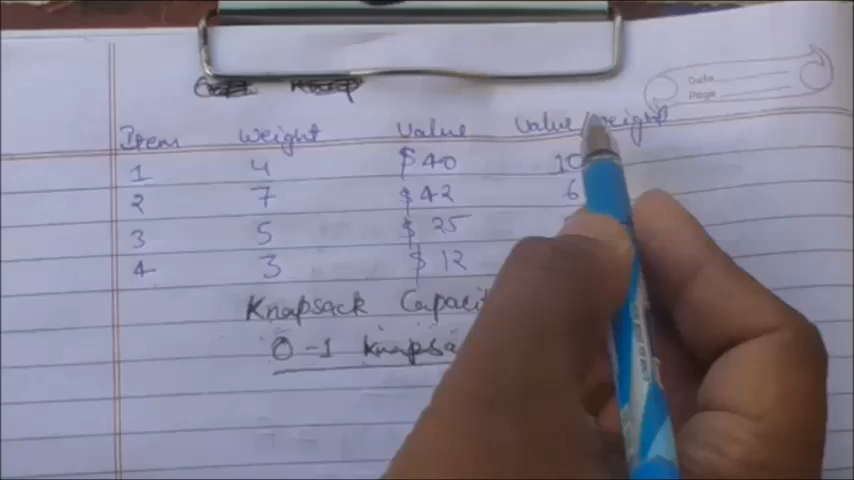 Date
Page
Item Weight Value Value weight
1 4 $40 10
2 7 $42 6
3 5 $25
4 3 $12
Knapsack
0-1